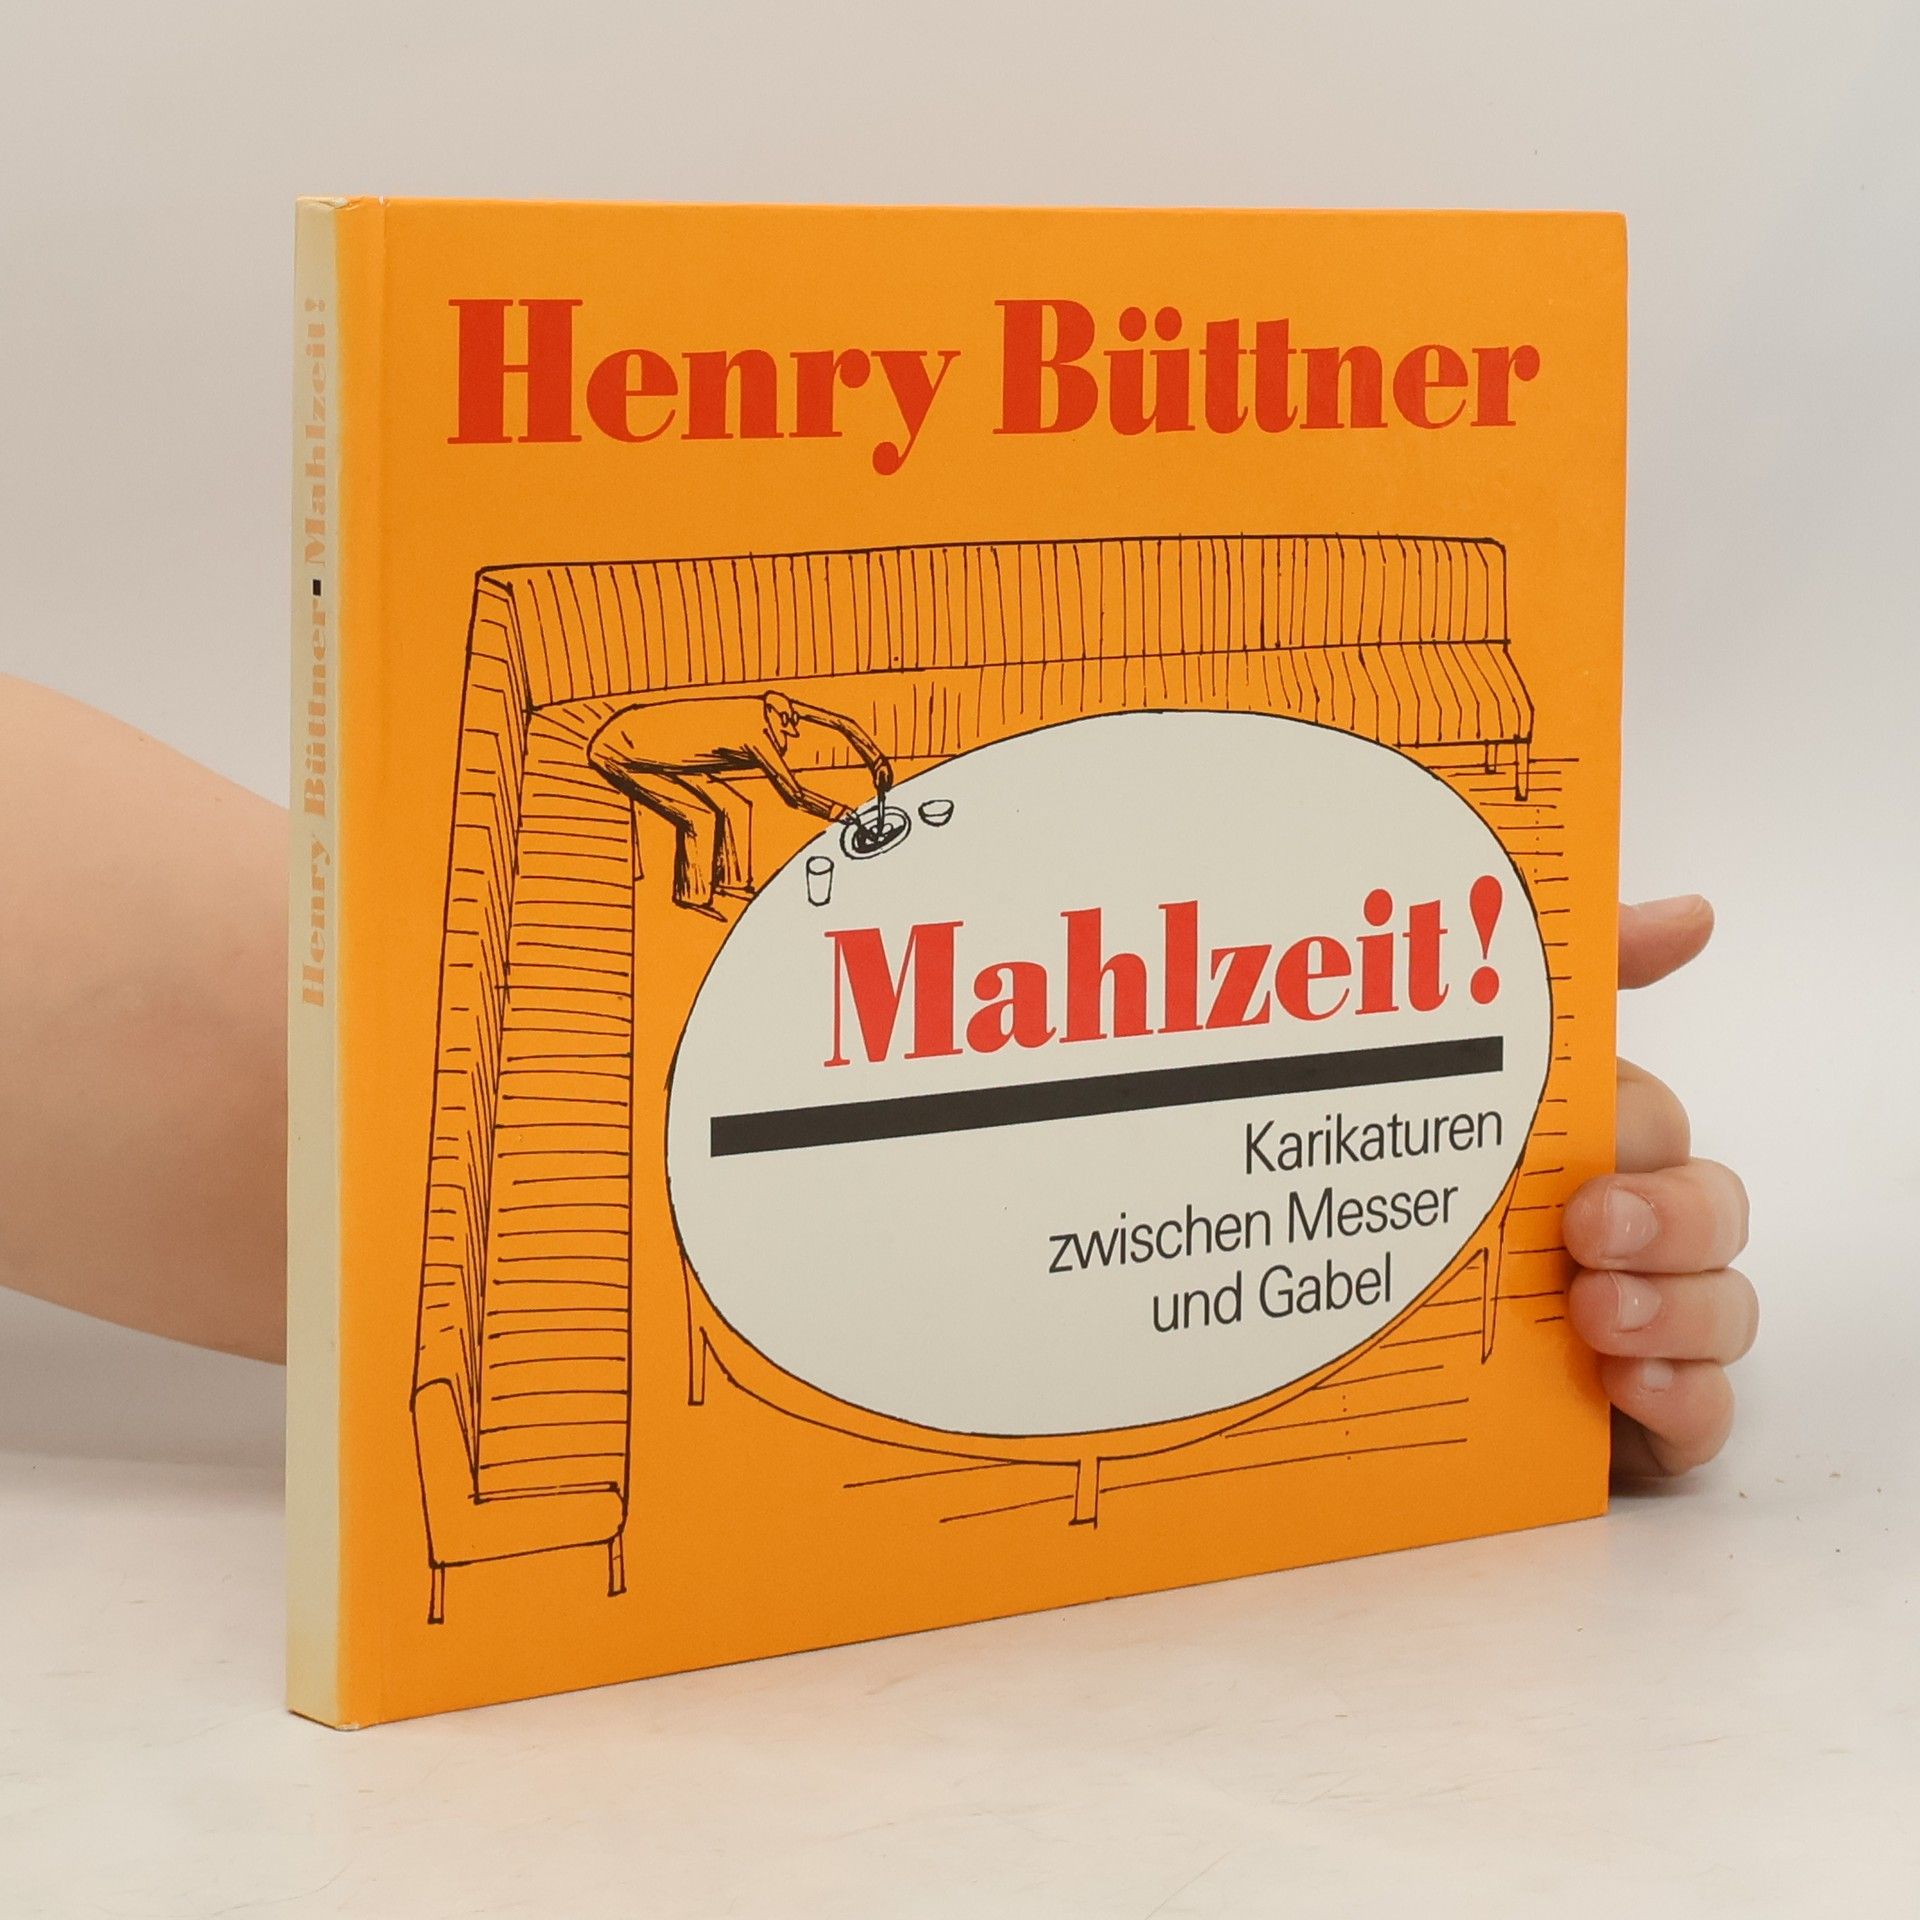 Henry Büttner ▪ Mahlzeit!
Henry Büttner
Mahlzeit!
Karikaturen
zwischen Messer
und Gabel